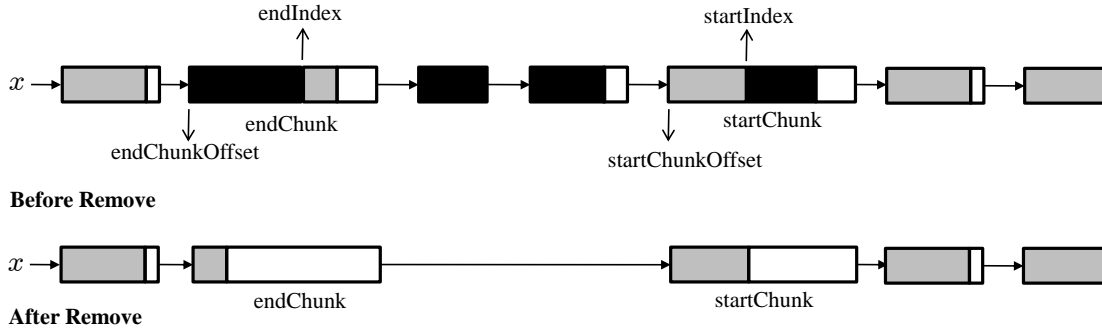 endIndex
startIndex
x
endChunk
startChunk
endChunkOffset
startChunkOffset
Before Remove
x
endChunk
startChunk
After Remove